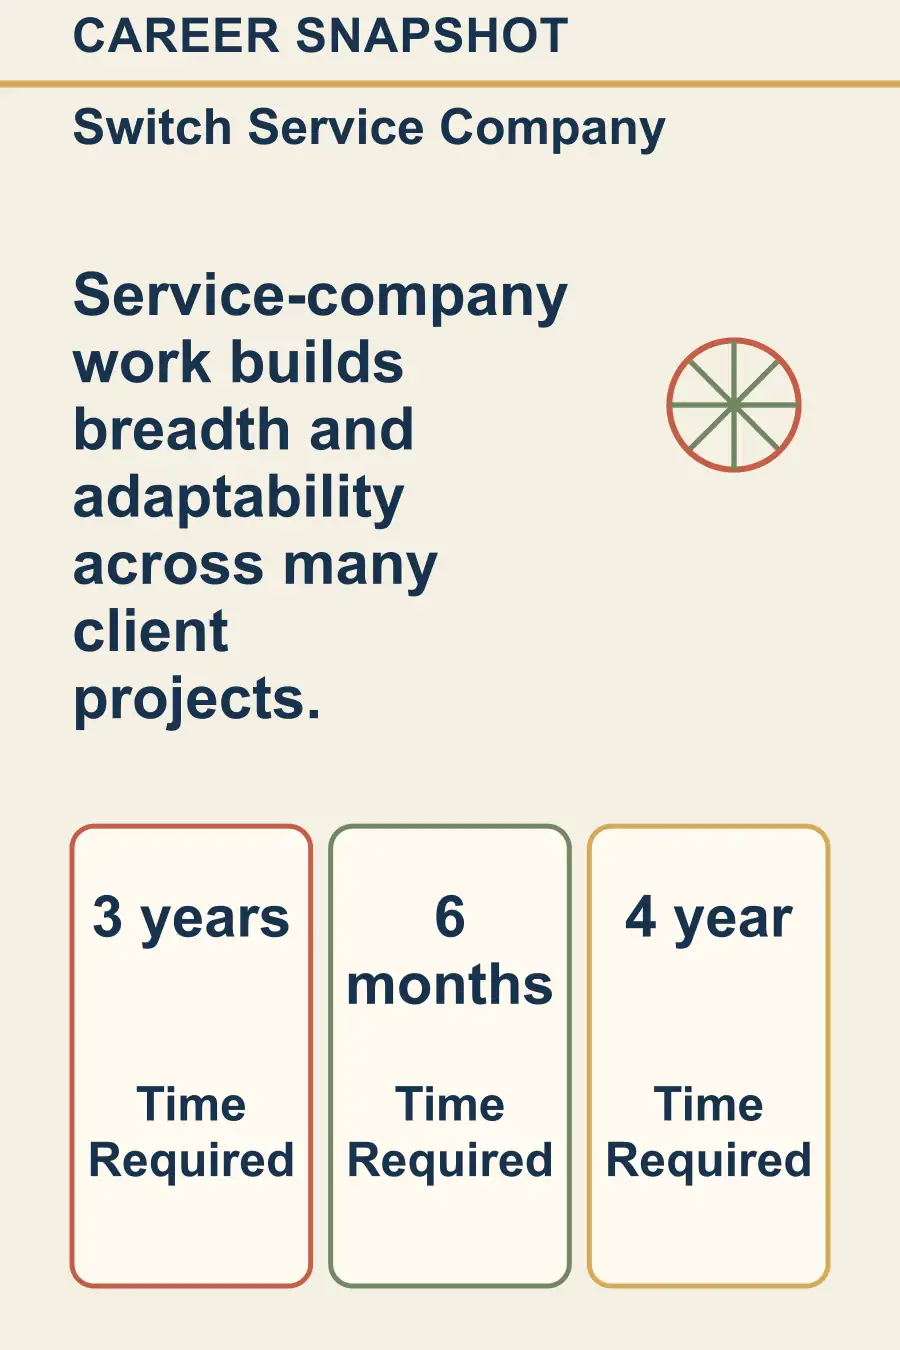 CAREER SNAPSHOT
Switch Service Company
Service-company
work builds
breadth and
adaptability
across many
client
projects.
3 years
Time
Required
6
months
Time
Required
4 year
Time
Required